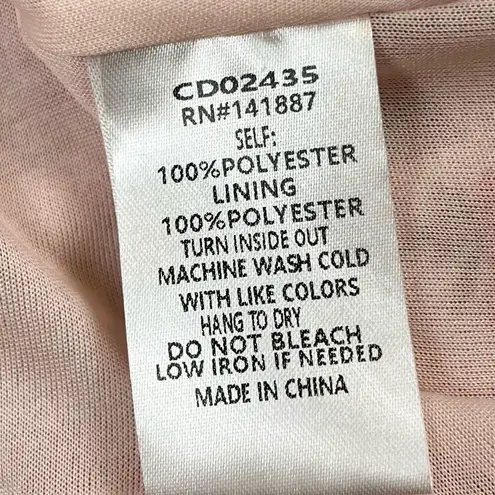 CD02435
RN#141887
SELF:
100%POLYESTER
LINING
100%POLYESTER
TURN INSIDE OUT
MACHINE WASH COLD
WITH LIKE COLORS
HANG TO DRY
DO NOT BLEACH
LOW IRON IF NEEDED
MADE IN CHINA